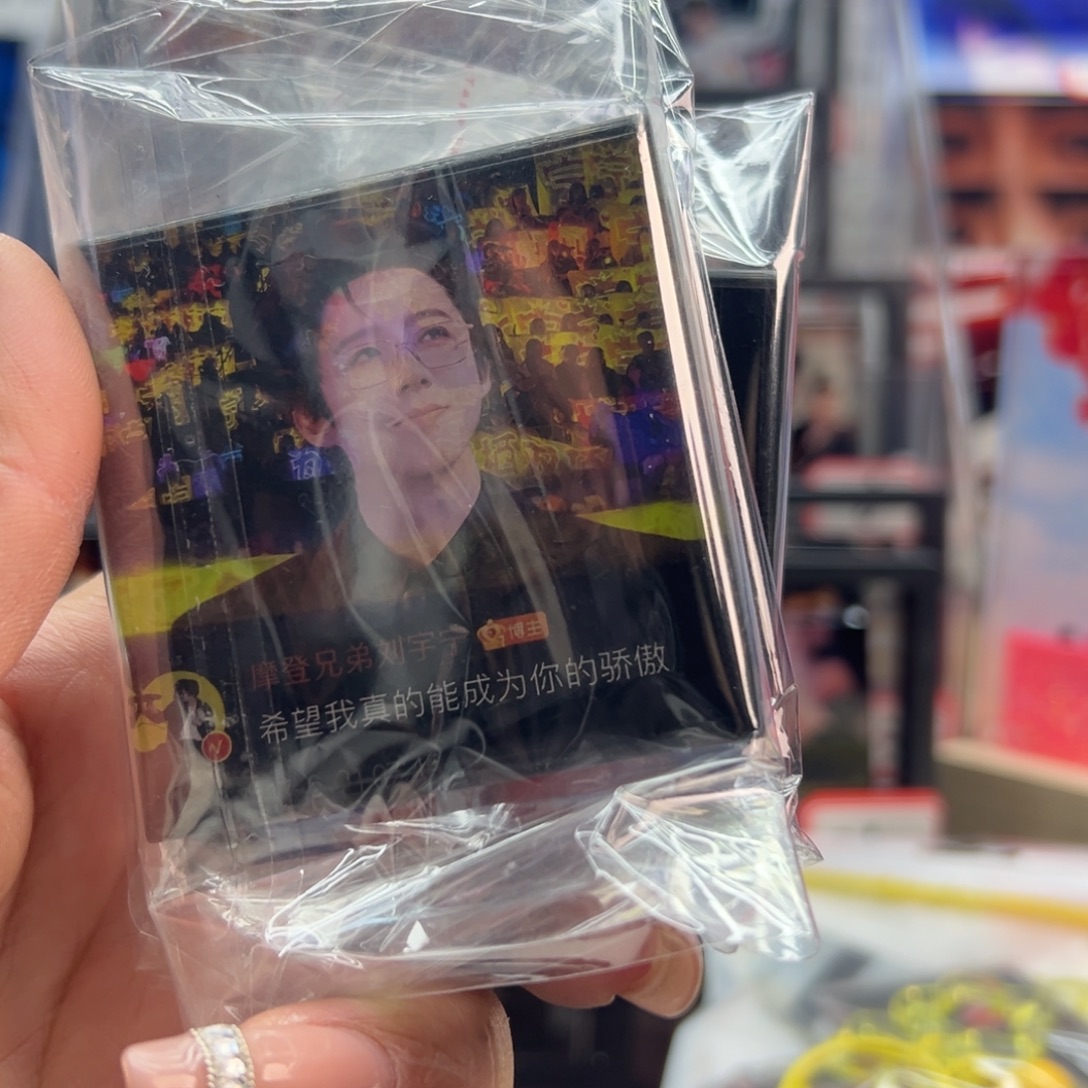 摩登兄弟刘宇宁 博主
希望我真的能成为你的骄傲